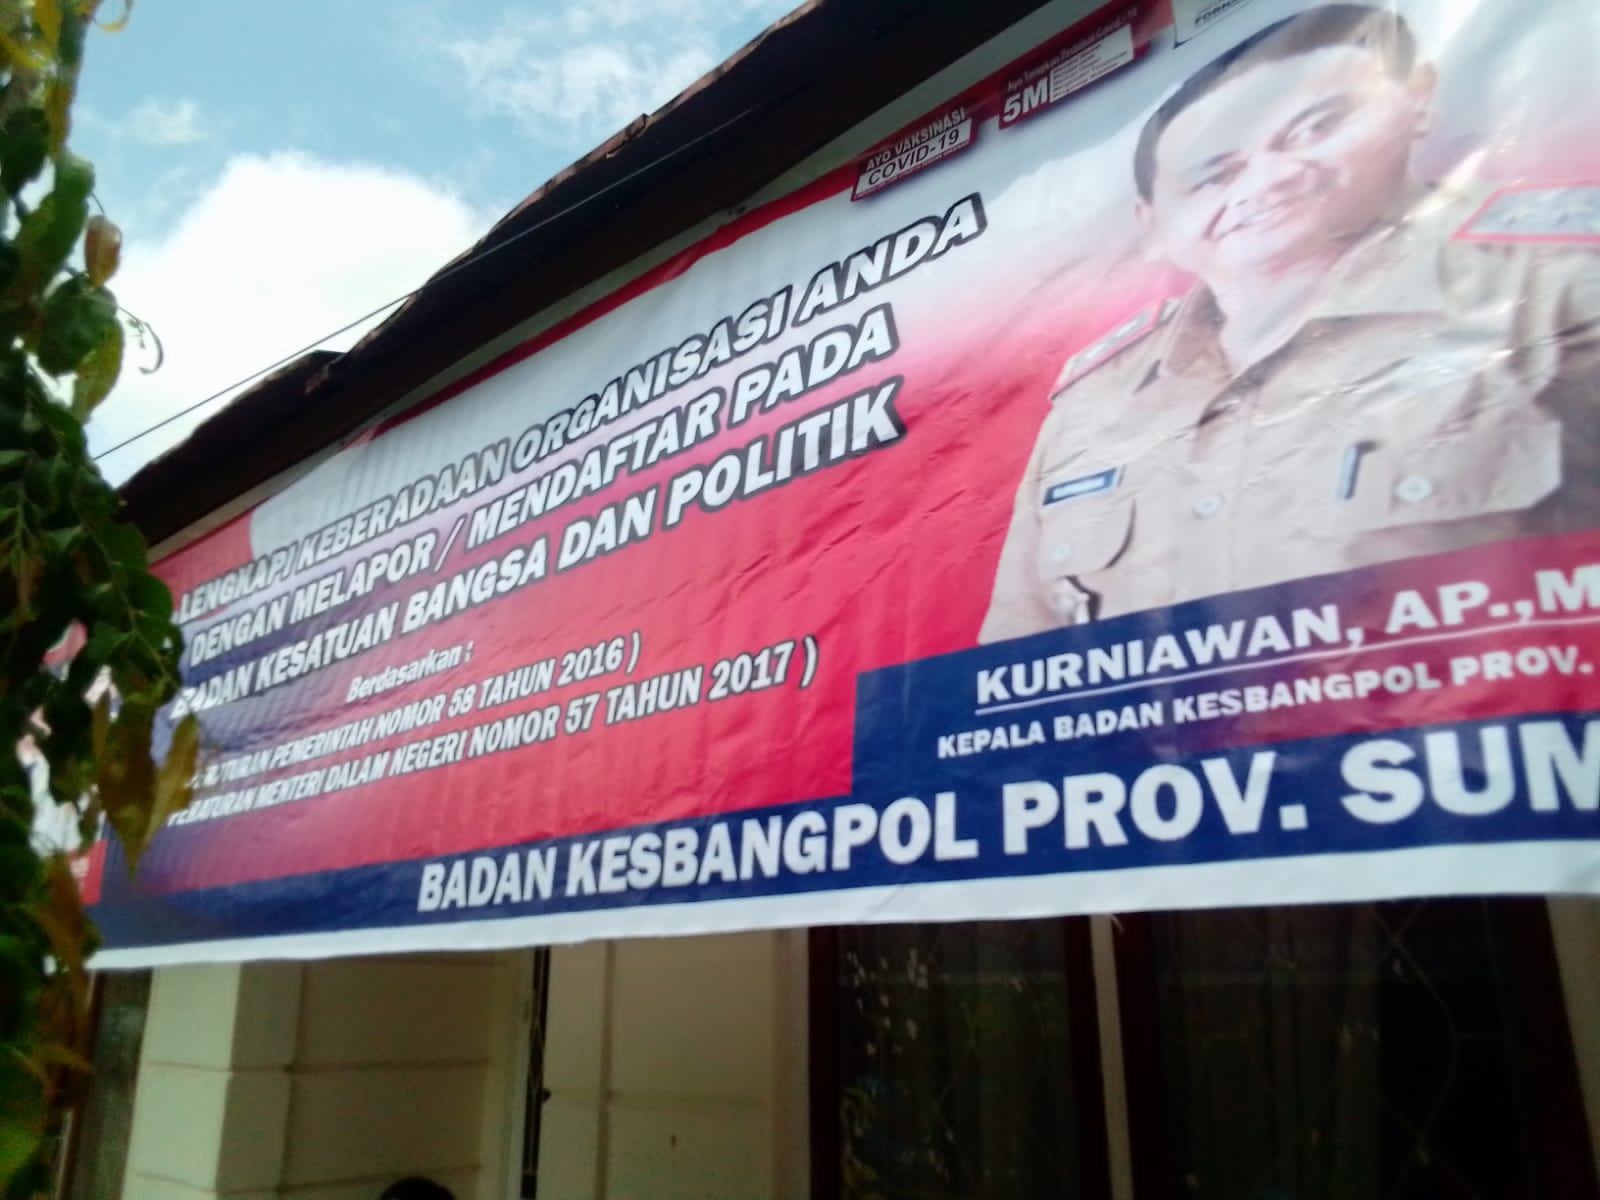 AYO VAKSINASI
COVID-19
5M
LENGKAPI KEBERADAAN ORGANISASI ANDA
DENGAN MELAPOR / MENDAFTAR PADA
BADAN KESATUAN BANGSA DAN POLITIK
Berdasarkan :
PEMERINTAH NOMOR 58 TAHUN 2016 )
PERATURAN MENTERI DALAM NEGERI NOMOR 57 TAHUN 2017 )
KURNIAWAN, AP.,M
KEPALA BADAN KESBANGPOL PROV.
BADAN KESBANGPOL PROV. SUM